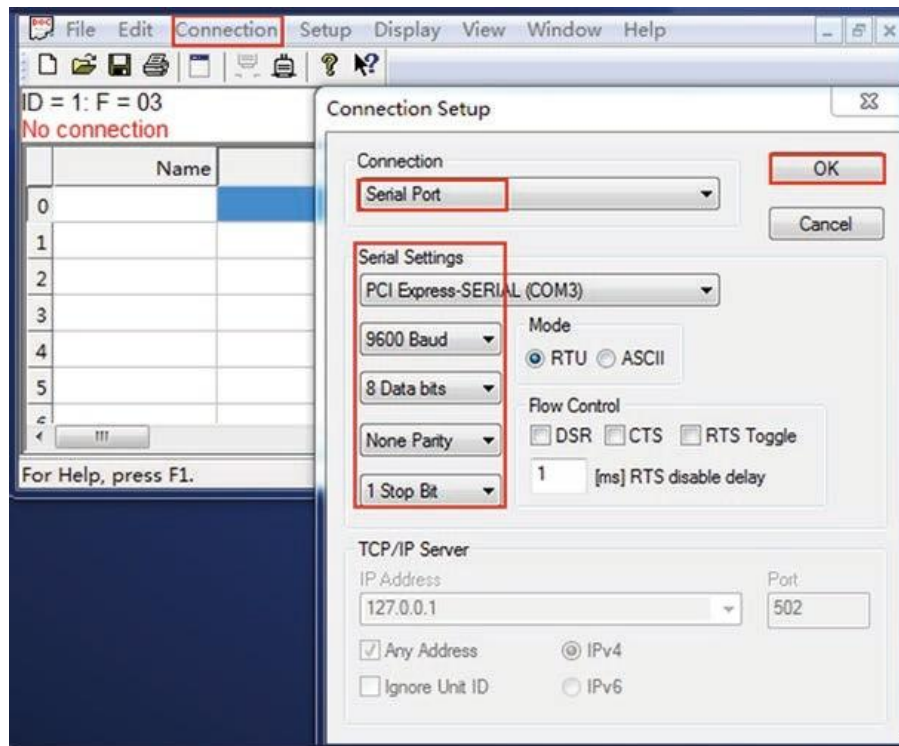 File Edit Connection Setup Display View Window Help
ID = 1: F = 03
No connection
Name
0
1
2
3
4
5
For Help, press F1.
Connection Setup
Connection
Serial Port
OK
Cancel
Serial Settings
PCI Express-SERIAL (COM3)
9600 Baud
8 Data bits
None Parity
1 Stop Bit
Mode
RTU ASCII
Flow Control
DSR CTS RTS Toggle
1 [ms] RTS disable delay
TCP/IP Server
IP Address Port
127.0.0.1 502
Any Address IPv4
Ignore Unit ID IPv6